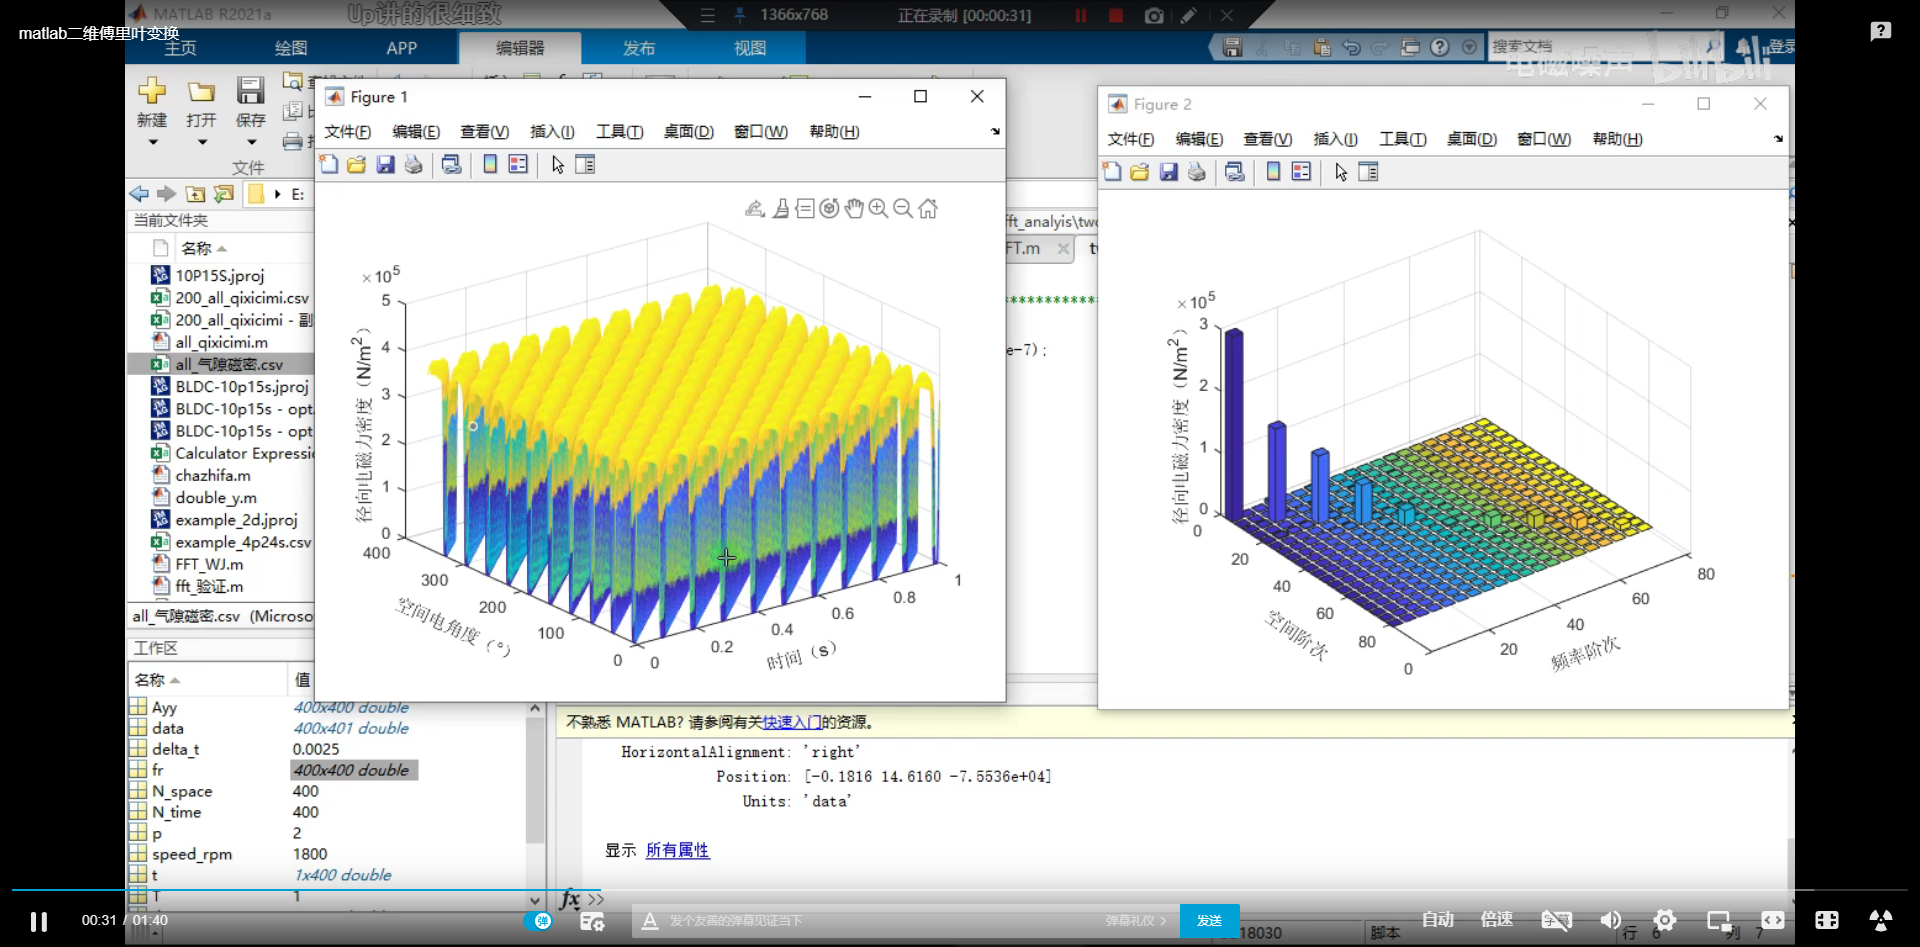 MATLAB R2021a
Up讲的很细致
1366x768
正在录制 [00:00:31]
matlab二维傅里叶变换
主页
绘图
APP
编辑器
发布
视图
搜索文档
登录
电磁噪声
bilibili
新建
打开
保存
文件
E:
当前文件夹
名称
10P15S.jproj
200_all_qixicimi.csv
200_all_qixicimi - 副
all_qixicimi.m
all_气隙磁密.csv
BLDC-10p15s.jproj
BLDC-10p15s - opt
BLDC-10p15s - opt
Calculator Expressi
chazhifa.m
double_y.m
example_2d.jproj
example_4p24s.csv
FFT_WJ.m
fft_验证.m
all_气隙磁密.csv (Microso
工作区
名称
值
Ayy 400x400 double
data 400x401 double
delta_t 0.0025
fr 400x400 double
N_space 400
N_time 400
p 2
speed_rpm 1800
t 1x400 double
T 1
Figure 1
文件(F) 编辑(E) 查看(V) 插入(I) 工具(T) 桌面(D) 窗口(W) 帮助(H)
×10⁵
5
4
3
2
1
0
径向电磁力密度（N/m²）
400
300
200
100
0
空间电角度（°）
0
0.2
0.4
0.6
0.8
1
时间（s）
fft_analyis\two
FT.m
tw
************
e-7);
Figure 2
文件(F) 编辑(E) 查看(V) 插入(I) 工具(T) 桌面(D) 窗口(W) 帮助(H)
×10⁵
3
2
1
0
径向电磁力密度（N/m²）
0
20
40
60
80
空间阶次
0
20
40
60
80
频率阶次
不熟悉 MATLAB? 请参阅有关快速入门的资源。
HorizontalAlignment: 'right'
Position: [-0.1816 14.6160 -7.5536e+04]
Units: 'data'
显示 所有属性
fx >>
00:31 / 01:40
弹
发个友善的弹幕见证当下
弹幕礼仪 >
发送
自动
倍速
字幕
18030
脚本
行 6
列 7